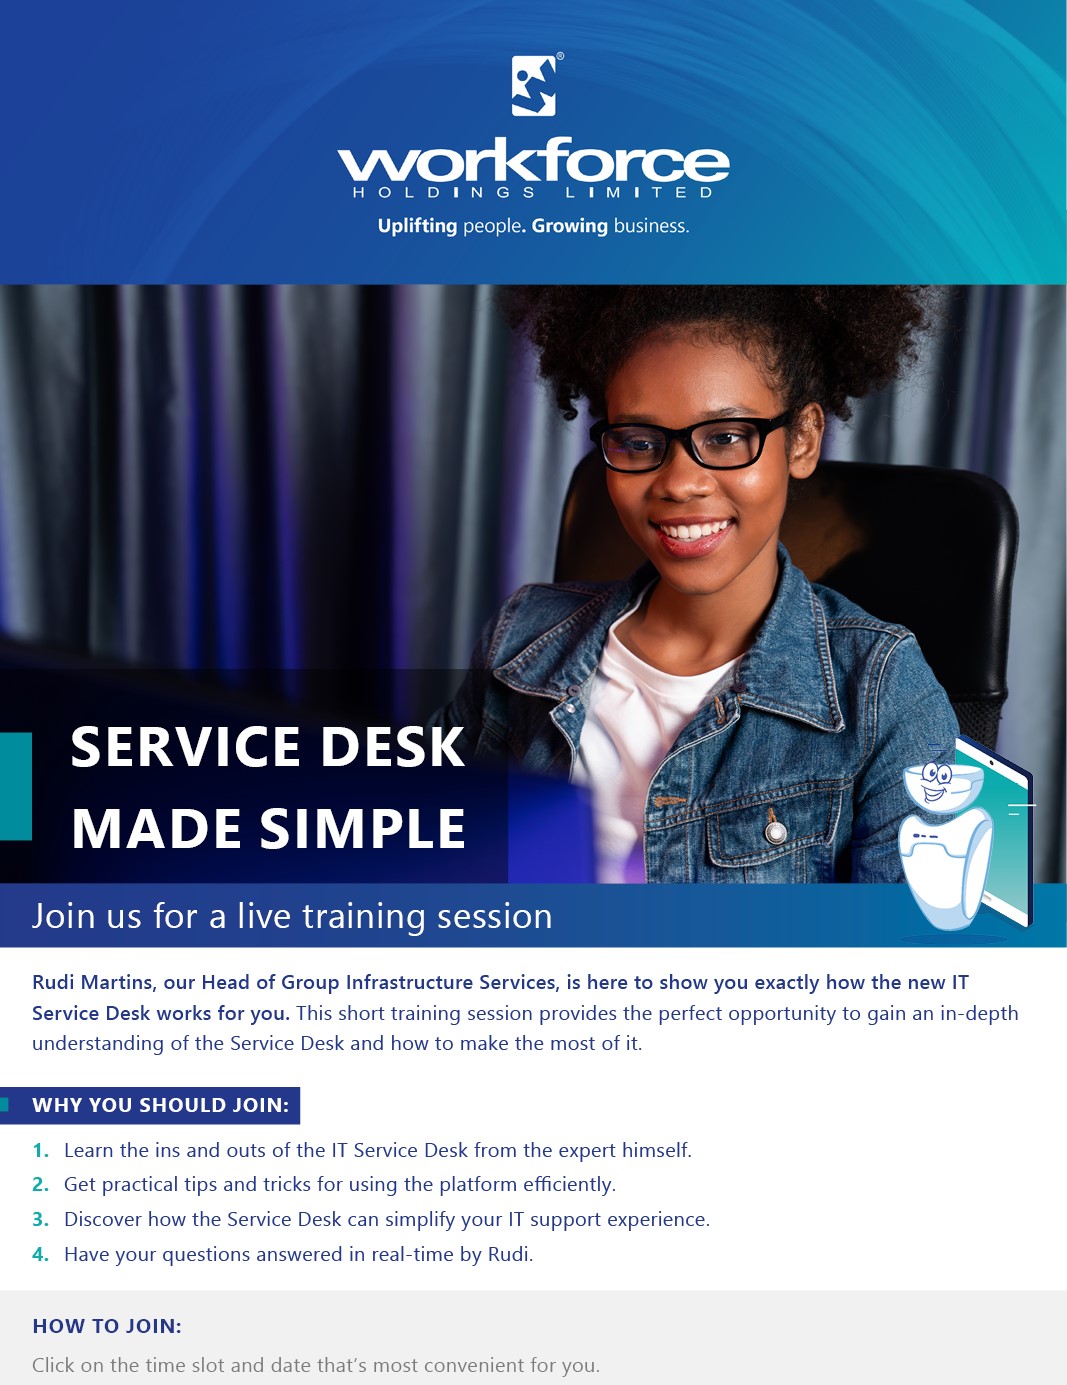 ®
workforce
HOLDINGS LIMITED
Uplifting people. Growing business.
SERVICE DESK
MADE SIMPLE
Join us for a live training session
Rudi Martins, our Head of Group Infrastructure Services, is here to show you exactly how the new IT
Service Desk works for you. This short training session provides the perfect opportunity to gain an in-depth
understanding of the Service Desk and how to make the most of it.
WHY YOU SHOULD JOIN:
1. Learn the ins and outs of the IT Service Desk from the expert himself.
2. Get practical tips and tricks for using the platform efficiently.
3. Discover how the Service Desk can simplify your IT support experience.
4. Have your questions answered in real-time by Rudi.
HOW TO JOIN:
Click on the time slot and date that’s most convenient for you.